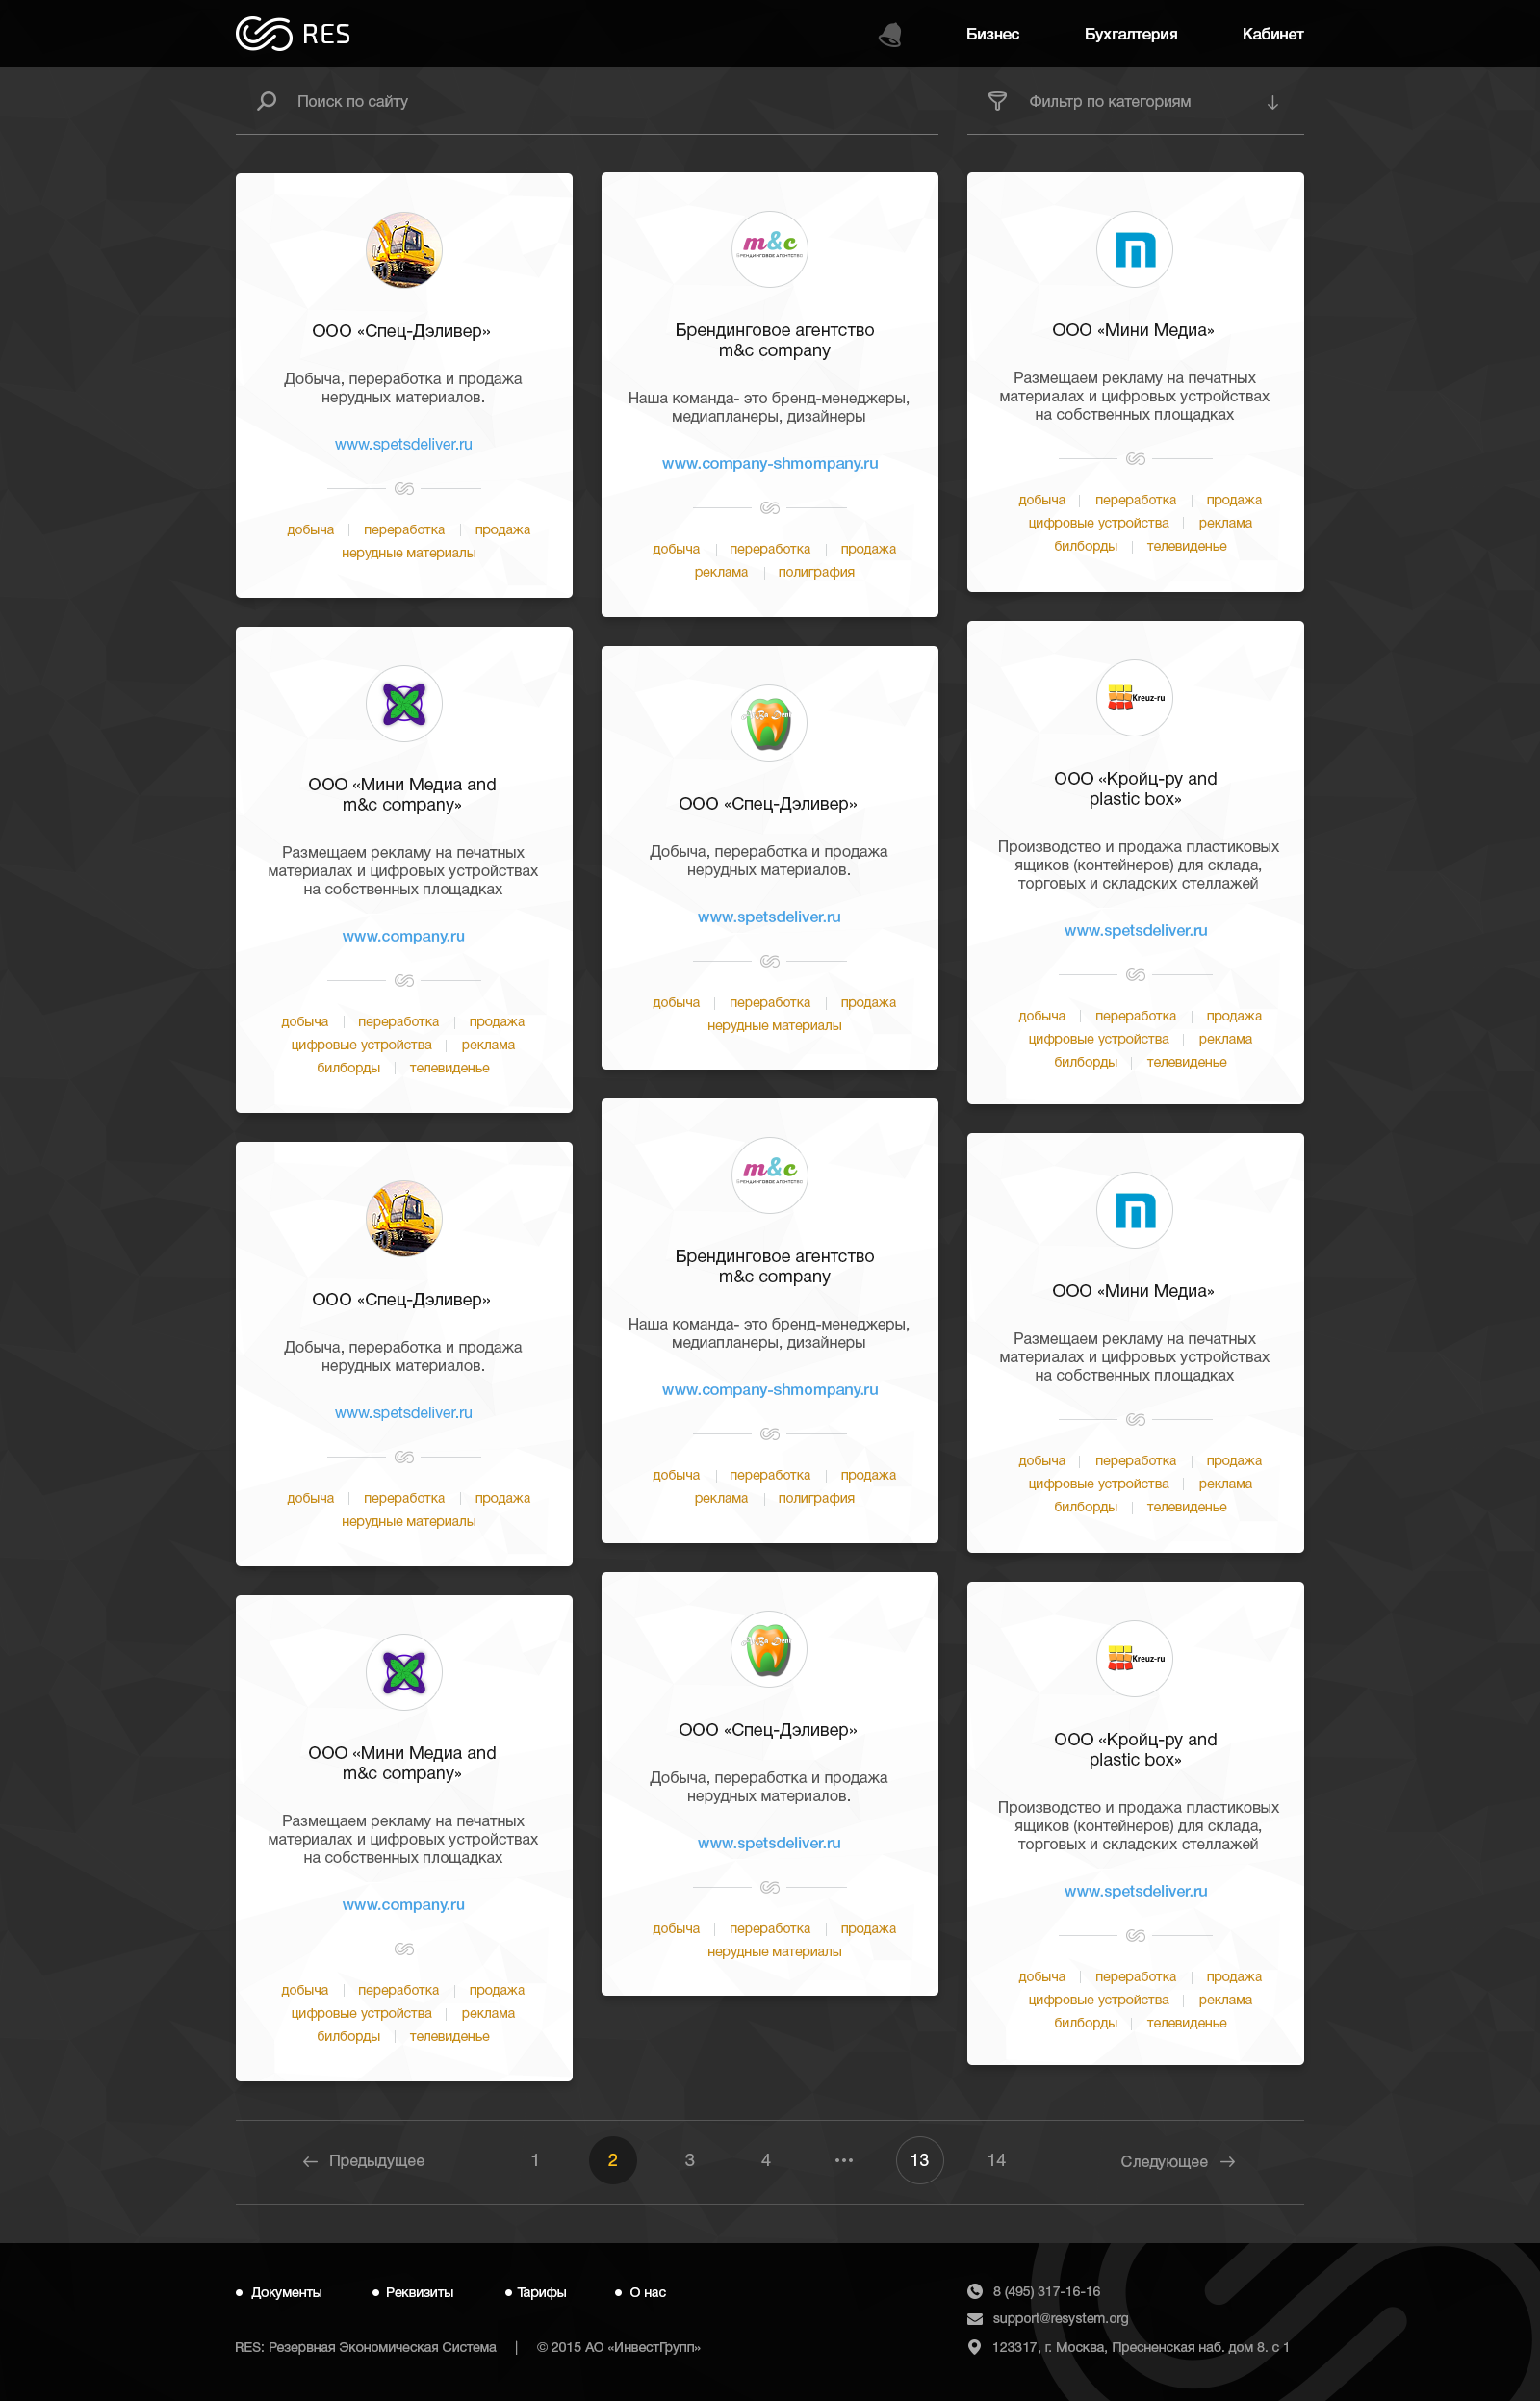 RES
Бизнес
Бухгалтерия
Кабинет
Поиск по сайту
Фильтр по категориям
ООО «Спец-Дэливер»
Добыча, переработка и продажа
нерудных материалов.
www.spetsdeliver.ru
добыча | переработка | продажа
нерудные материалы
ООО «Мини Медиа and
m&c company»
Размещаем рекламу на печатных
материалах и цифровых устройствах
на собственных площадках
www.company.ru
добыча | переработка | продажа
цифровые устройства | реклама
билборды | телевиденье
ООО «Спец-Дэливер»
Добыча, переработка и продажа
нерудных материалов.
www.spetsdeliver.ru
добыча | переработка | продажа
нерудные материалы
ООО «Мини Медиа and
m&c company»
Размещаем рекламу на печатных
материалах и цифровых устройствах
на собственных площадках
www.company.ru
добыча | переработка | продажа
цифровые устройства | реклама
билборды | телевиденье
m&c
БРЕНДИНГОВОЕ АГЕНТСТВО
Брендинговое агентство
m&c company
Наша команда- это бренд-менеджеры,
медиапланеры, дизайнеры
www.company-shmompany.ru
добыча | переработка | продажа
реклама | полиграфия
ООО «Спец-Дэливер»
Добыча, переработка и продажа
нерудных материалов.
www.spetsdeliver.ru
добыча | переработка | продажа
нерудные материалы
m&c
БРЕНДИНГОВОЕ АГЕНТСТВО
Брендинговое агентство
m&c company
Наша команда- это бренд-менеджеры,
медиапланеры, дизайнеры
www.company-shmompany.ru
добыча | переработка | продажа
реклама | полиграфия
ООО «Спец-Дэливер»
Добыча, переработка и продажа
нерудных материалов.
www.spetsdeliver.ru
добыча | переработка | продажа
нерудные материалы
ООО «Мини Медиа»
Размещаем рекламу на печатных
материалах и цифровых устройствах
на собственных площадках
добыча | переработка | продажа
цифровые устройства | реклама
билборды | телевиденье
Kreuz-ru
ООО «Кройц-ру and
plastic box»
Производство и продажа пластиковых
ящиков (контейнеров) для склада,
торговых и складских стеллажей
www.spetsdeliver.ru
добыча | переработка | продажа
цифровые устройства | реклама
билборды | телевиденье
ООО «Мини Медиа»
Размещаем рекламу на печатных
материалах и цифровых устройствах
на собственных площадках
добыча | переработка | продажа
цифровые устройства | реклама
билборды | телевиденье
Kreuz-ru
ООО «Кройц-ру and
plastic box»
Производство и продажа пластиковых
ящиков (контейнеров) для склада,
торговых и складских стеллажей
www.spetsdeliver.ru
добыча | переработка | продажа
цифровые устройства | реклама
билборды | телевиденье
← Предыдущее 1 2 3 4 ••• 13 14 Следующее →
• Документы • Реквизиты • Тарифы • О нас
RES: Резервная Экономическая Система | © 2015 АО «ИнвестГрупп»
8 (495) 317-16-16
support@resystem.org
123317, г. Москва, Пресненская наб. дом 8. с 1